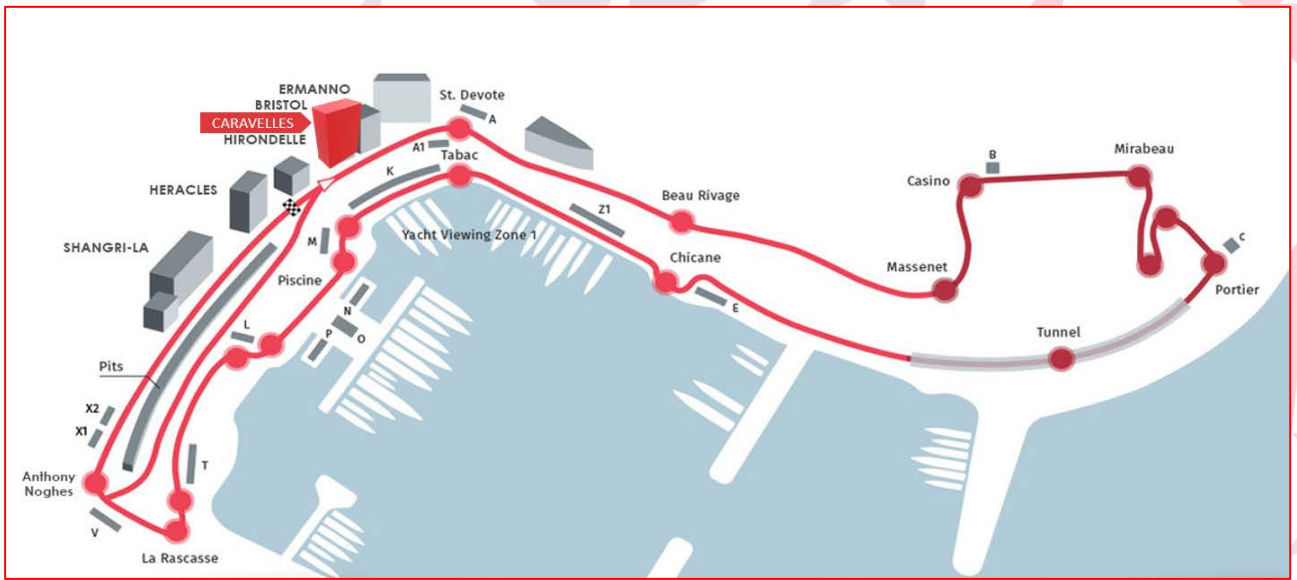 ERMANNO
BRISTOL
CARAVELLES
HIRONDELLE
HERACLES
SHANGRI-LA
St. Devote
A
A1
Tabac
K
Z1
Yacht Viewing Zone 1
M
Piscine
Beau Rivage
Chicane
E
Casino
B
Mirabeau
Massenet
C
Portier
Tunnel
N
O
P
L
Pits
X2
X1
T
Anthony
Noghes
V
La Rascasse